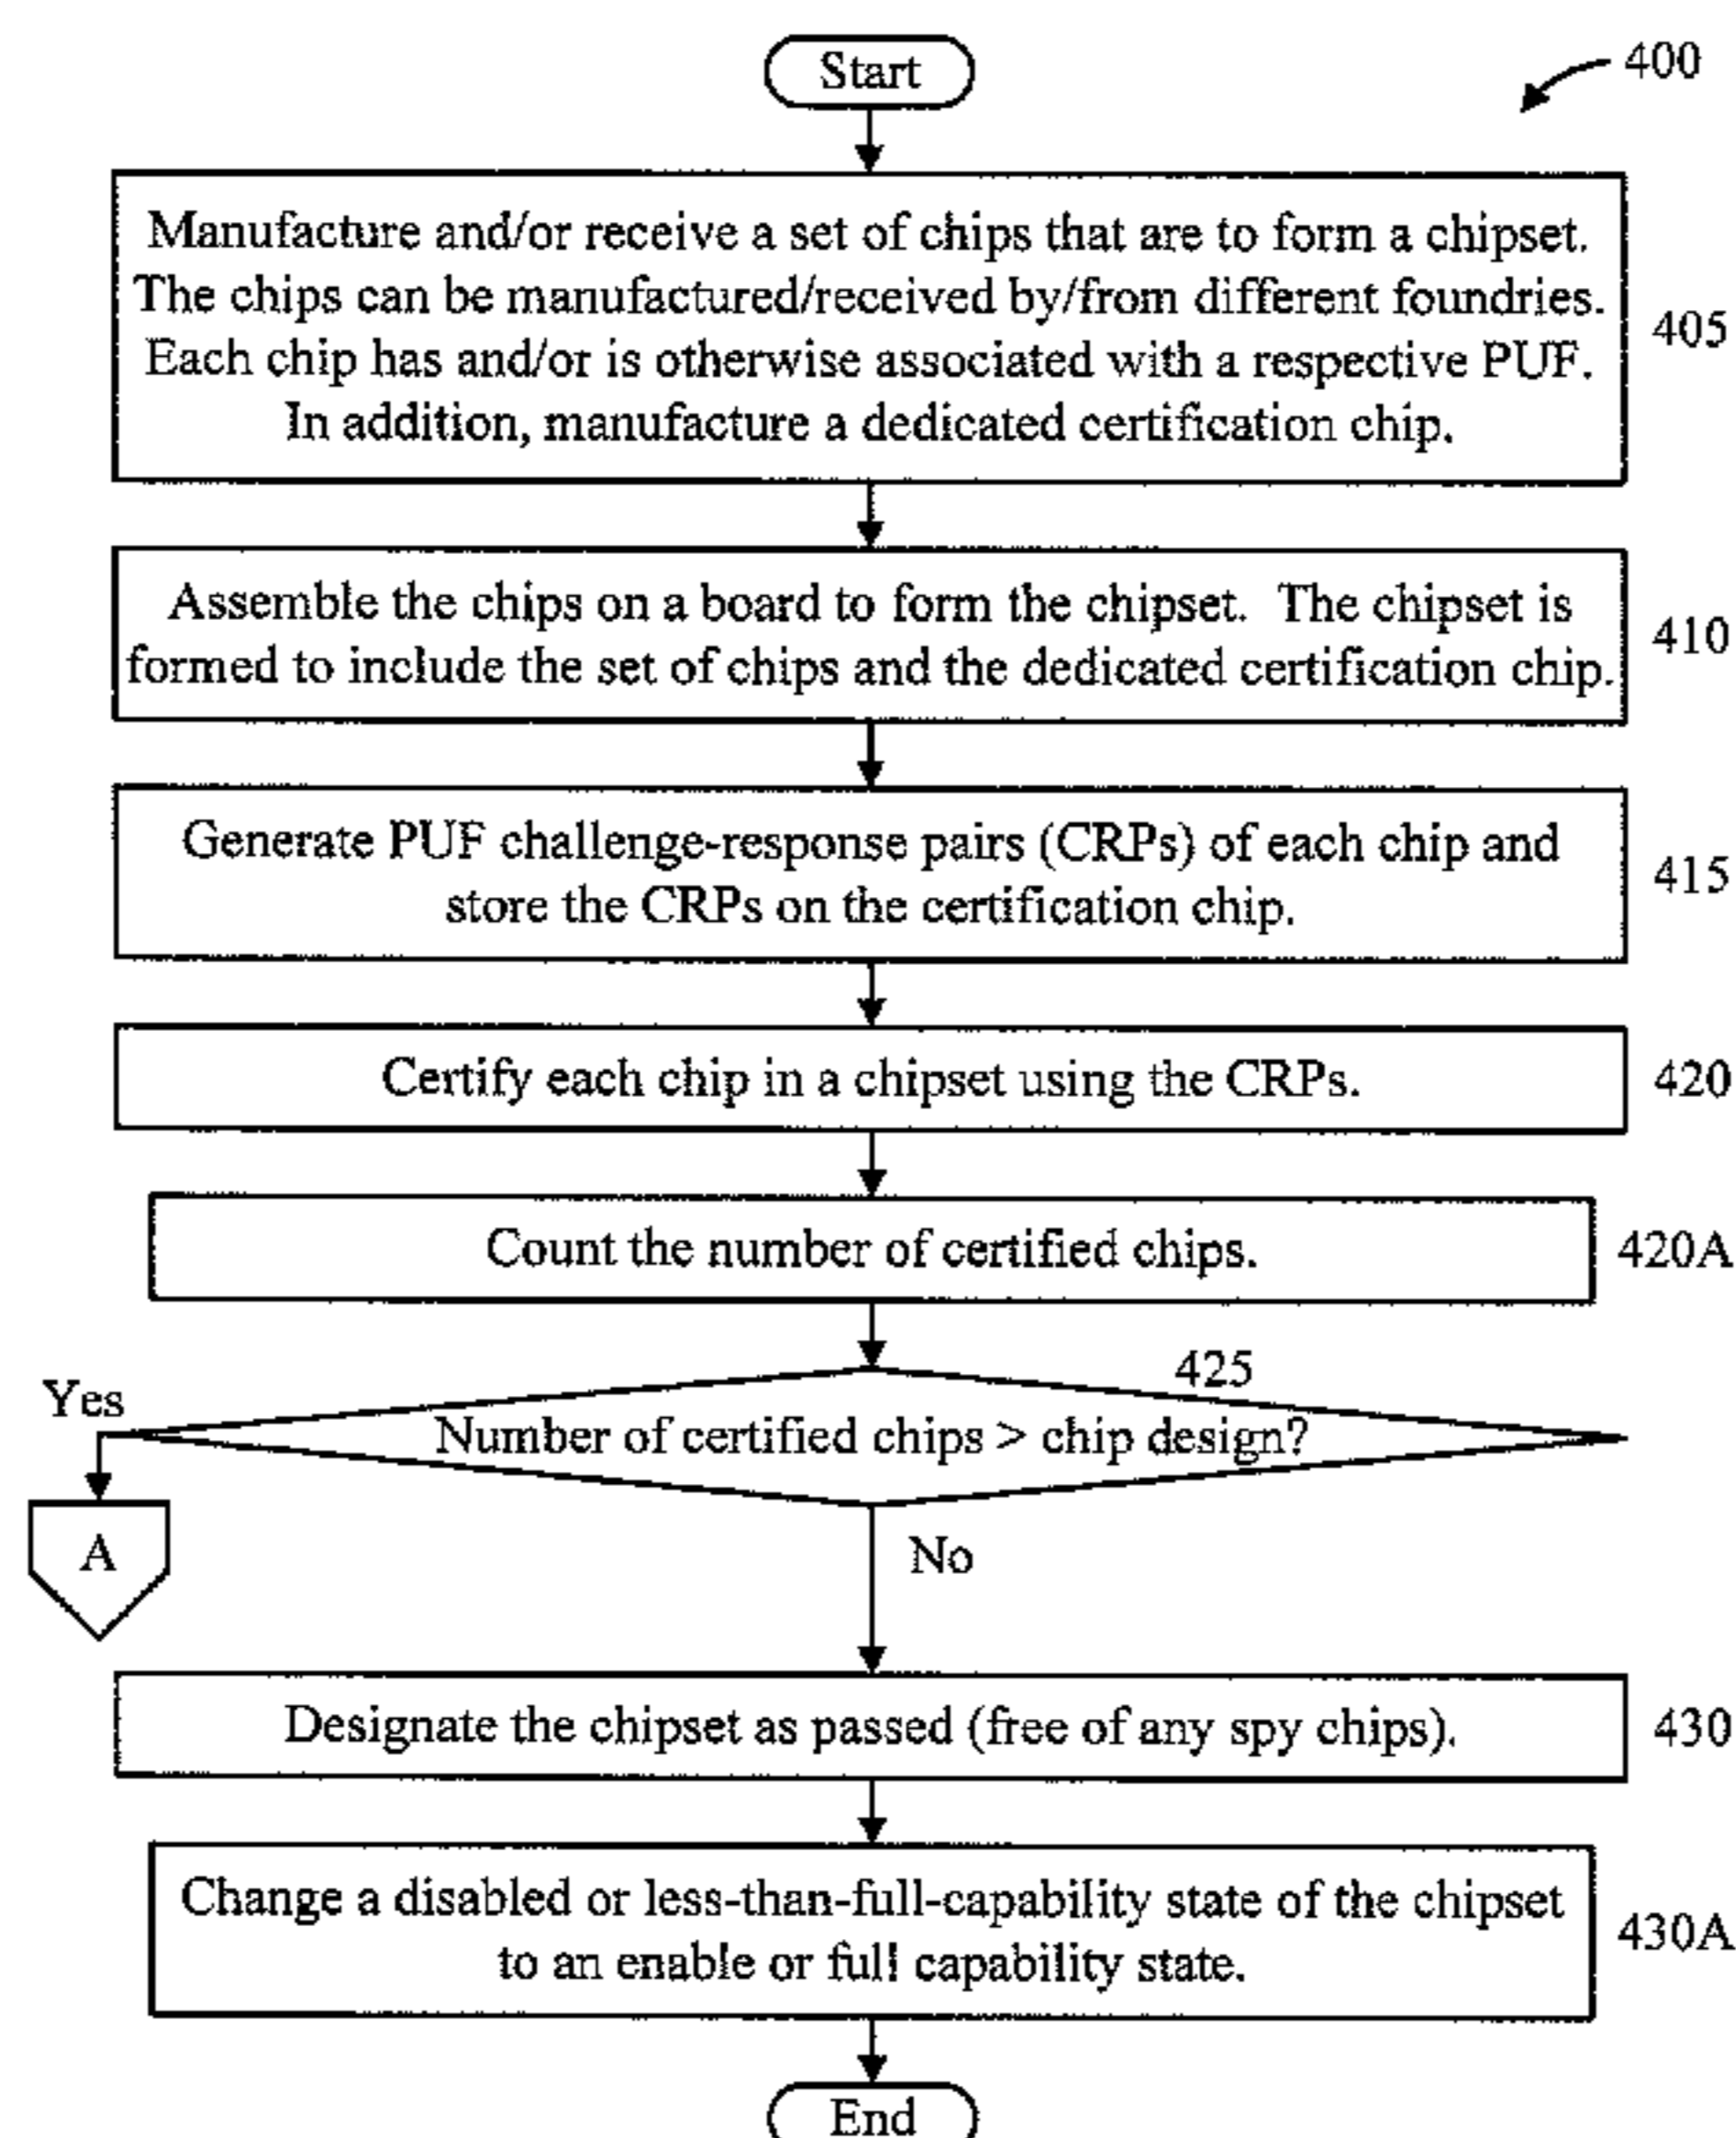 Start
400
Manufacture and/or receive a set of chips that are to form a chipset.
The chips can be manufactured/received by/from different foundries.
Each chip has and/or is otherwise associated with a respective PUF.
In addition, manufacture a dedicated certification chip.
405
Assemble the chips on a board to form the chipset. The chipset is
formed to include the set of chips and the dedicated certification chip.
410
Generate PUF challenge-response pairs (CRPs) of each chip and
store the CRPs on the certification chip.
415
Certify each chip in a chipset using the CRPs.
420
Count the number of certified chips.
420A
425
Yes
Number of certified chips > chip design?
A
No
Designate the chipset as passed (free of any spy chips).
430
Change a disabled or less-than-full-capability state of the chipset
to an enable or full capability state.
430A
End